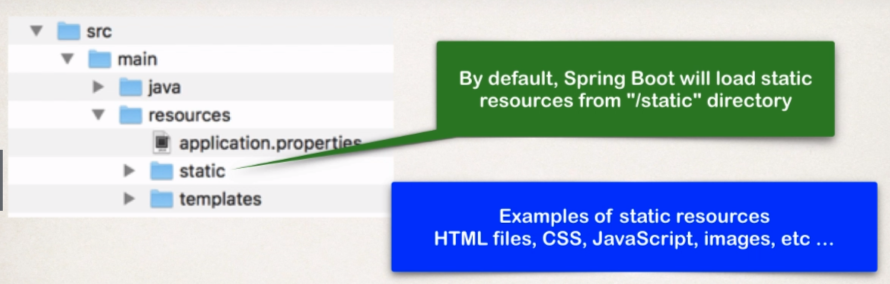 src
main
java
resources
application.properties
static
templates
By default, Spring Boot will load static
resources from "/static" directory
Examples of static resources
HTML files, CSS, JavaScript, images, etc ...